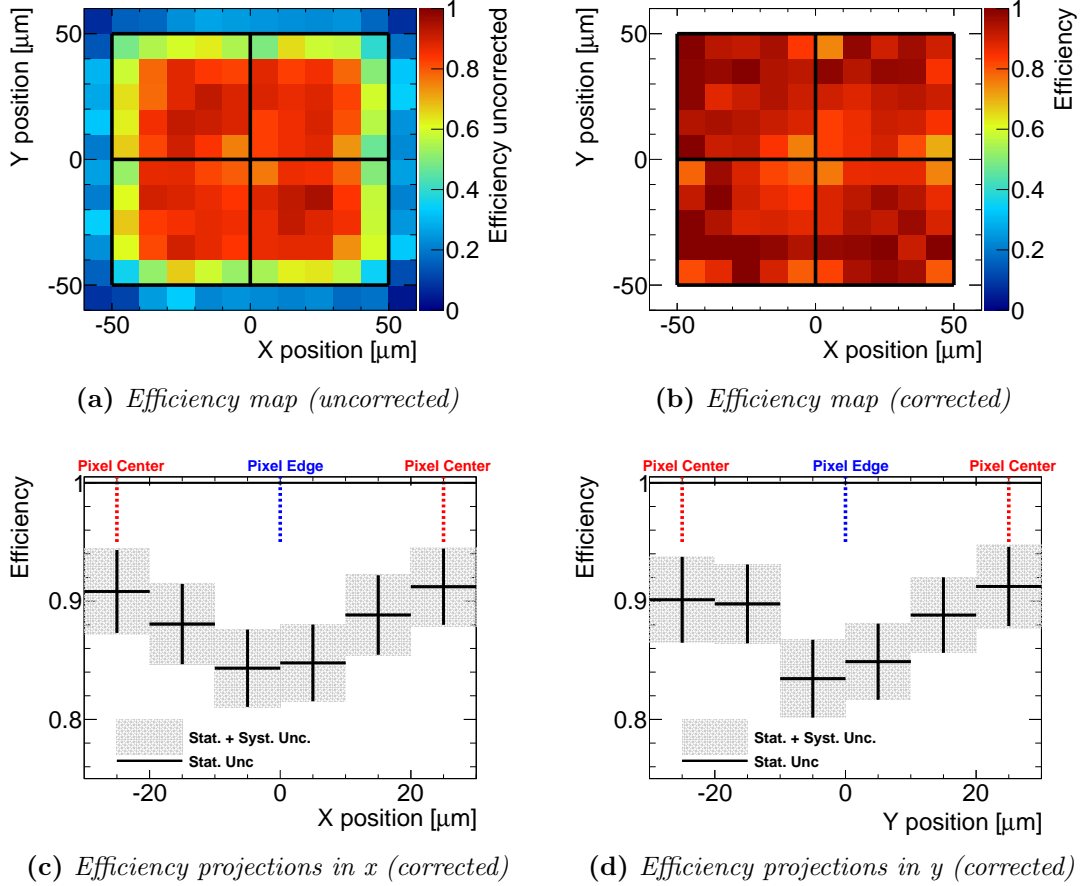 Y position [μm]
50
0
-50
-50
0
50
X position [μm]
1
0.8
0.6
0.4
0.2
0
Efficiency uncorrected
(a) Efficiency map (uncorrected)
Y position [μm]
50
0
-50
-50
0
50
X position [μm]
1
0.8
0.6
0.4
0.2
0
Efficiency
(b) Efficiency map (corrected)
Pixel Center
Pixel Edge
Pixel Center
Efficiency
1
0.9
0.8
Stat. + Syst. Unc.
Stat. Unc
-20
0
20
X position [μm]
(c) Efficiency projections in x (corrected)
Pixel Center
Pixel Edge
Pixel Center
Efficiency
1
0.9
0.8
Stat. + Syst. Unc.
Stat. Unc
-20
0
20
Y position [μm]
(d) Efficiency projections in y (corrected)